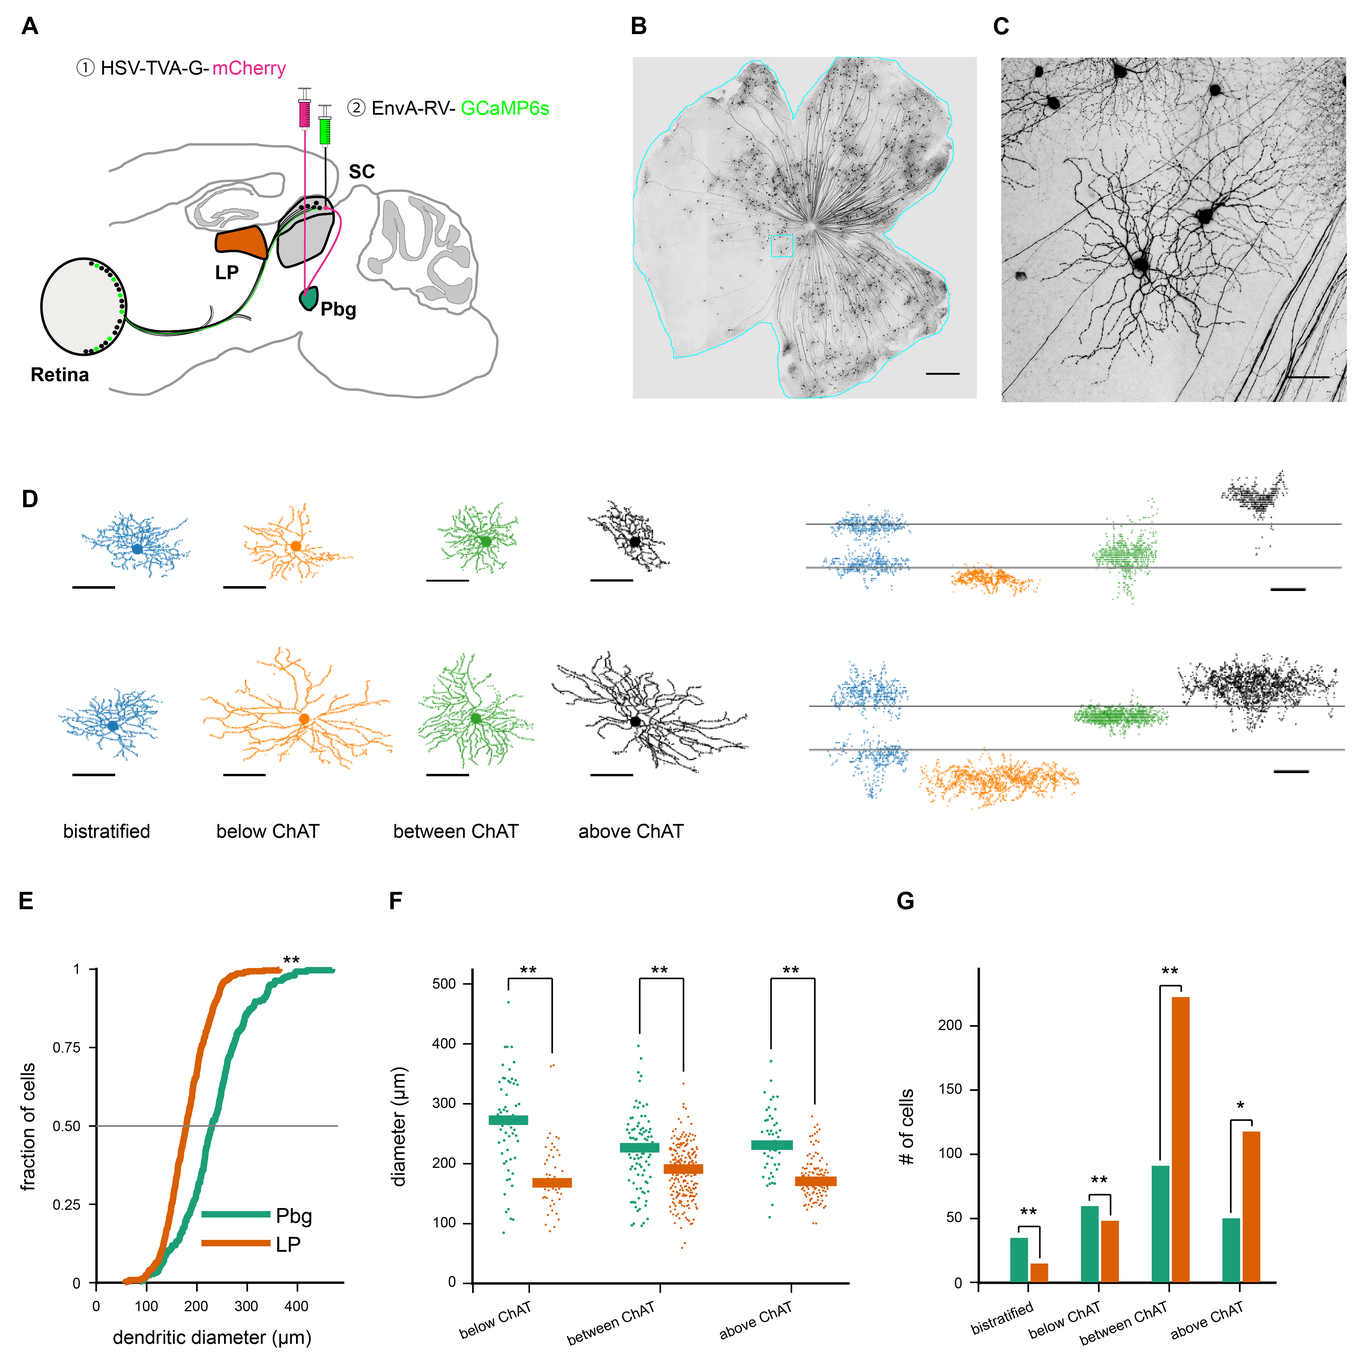 A
① HSV-TVA-G-mCherry
② EnvA-RV-GCaMP6s
SC
LP
Pbg
Retina
B
C
D
bistratified
below ChAT
between ChAT
above ChAT
E
**
1
0.75
0.50
0.25
0
fraction of cells
Pbg
LP
0
100
200
300
400
dendritic diameter (μm)
F
**
**
**
500
400
300
200
100
0
diameter (μm)
below ChAT
between ChAT
above ChAT
G
**
**
**
*
200
150
100
50
0
# of cells
bistratified
below ChAT
between ChAT
above ChAT